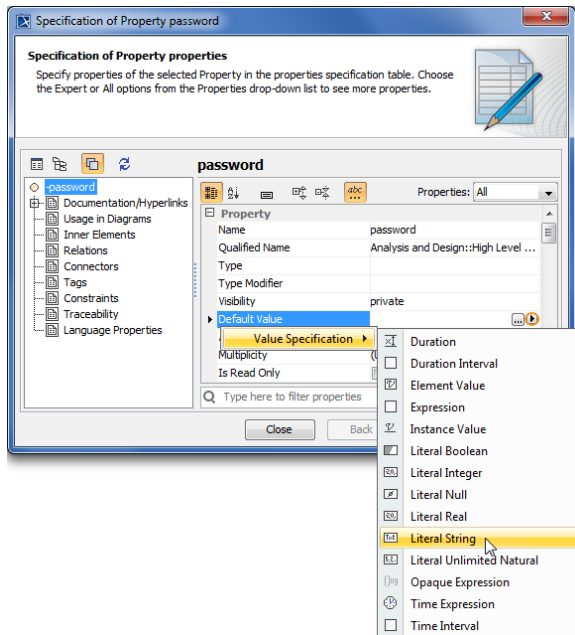 Specification of Property password
Specification of Property properties
Specify properties of the selected Property in the properties specification table. Choose
the Expert or All options from the Properties drop-down list to see more properties.
password
-password
Documentation/Hyperlinks
Usage in Diagrams
Inner Elements
Relations
Connectors
Tags
Constraints
Traceability
Language Properties
Properties: All
Property
Name password
Qualified Name Analysis and Design::High Level ...
Type
Type Modifier
Visibility private
Default Value
Value Specification
Multiplicity
Is Read Only
Type here to filter properties
Close Back
Duration
Duration Interval
Element Value
Expression
Instance Value
Literal Boolean
Literal Integer
Literal Null
Literal Real
Literal String
Literal Unlimited Natural
Opaque Expression
Time Expression
Time Interval